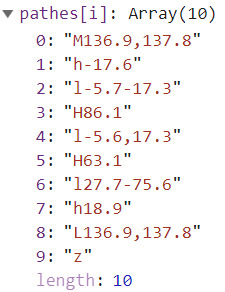 ▼ pathes[i]: Array(10)
0: "M136.9,137.8"
1: "h-17.6"
2: "l-5.7-17.3"
3: "H86.1"
4: "l-5.6,17.3"
5: "H63.1"
6: "l27.7-75.6"
7: "h18.9"
8: "L136.9,137.8"
9: "z"
length: 10